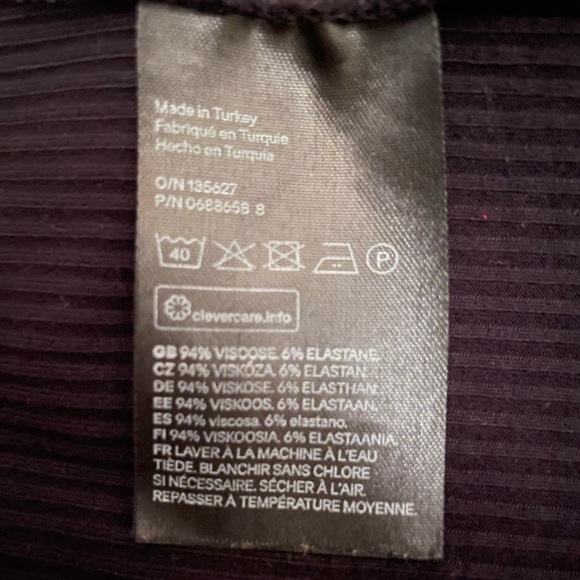 Made in Turkey
Fabriqué en Turquie
Hecho en Turquia
O/N 135627
P/N 0688658 8
40
P
clevercare.info
GB 94% VISCOSE. 6% ELASTANE.
CZ 94% VISKÓZA. 6% ELASTAN.
DE 94% VISKOSE. 6% ELASTHAN.
EE 94% VISKOOS. 6% ELASTAAN.
ES 94% viscosa. 6% elastano.
FI 94% VISKOOSIA. 6% ELASTAANIA.
FR LAVER À LA MACHINE À L'EAU
TIÈDE. BLANCHIR SANS CHLORE
SI NÉCESSAIRE. SÉCHER À L'AIR.
REPASSER À TEMPÉRATURE MOYENNE.